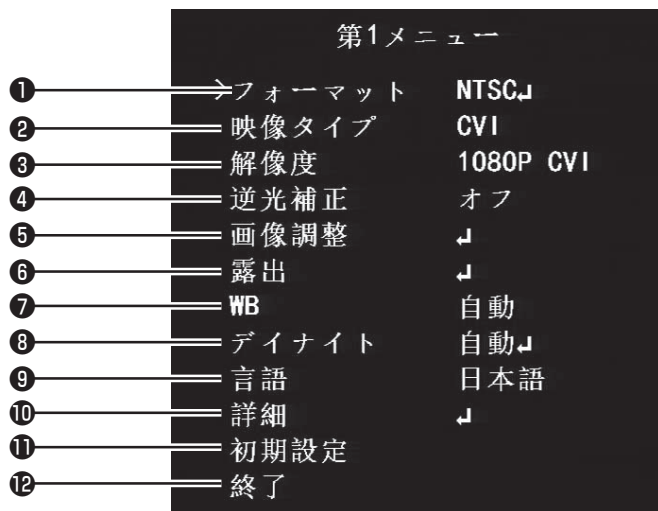 第1メニュー
❶ >フォーマット NTSC↵
❷ 映像タイプ CVI
❸ 解像度 1080P CVI
❹ 逆光補正 オフ
❺ 画像調整 ↵
❻ 露出 ↵
❼ WB 自動
❽ デイナイト 自動↵
❾ 言語 日本語
❿ 詳細 ↵
⓫ 初期設定
⓬ 終了